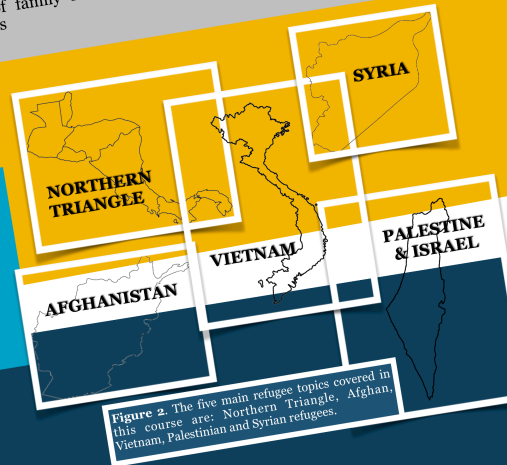 of family
s
SYRIA
NORTHERN
TRIANGLE
VIETNAM
PALESTINE
& ISRAEL
AFGHANISTAN
Figure 2. The five main refugee topics covered in
this course are: Northern Triangle, Afghan,
Vietnam, Palestinian and Syrian refugees.